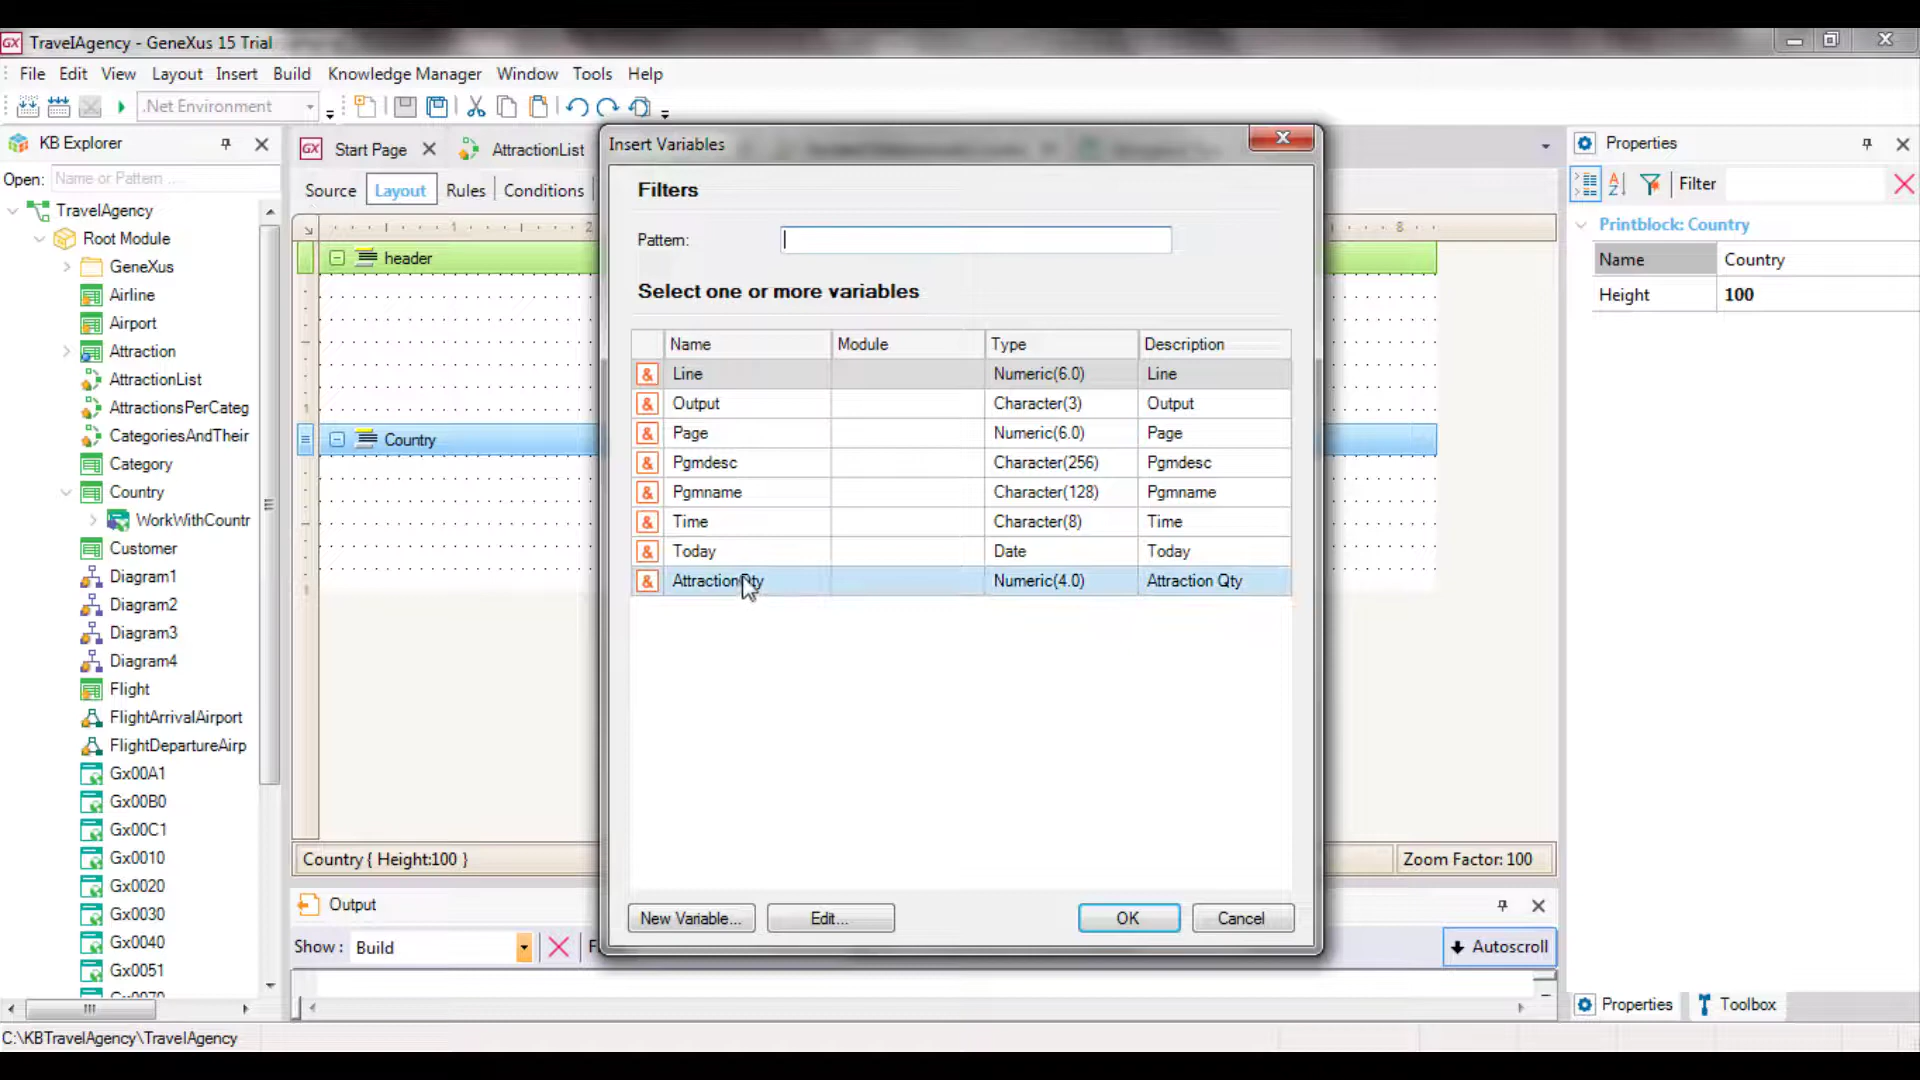 GX TravelAgency - GeneXus 15 Trial
File Edit View Layout Insert Build Knowledge Manager Window Tools Help
.Net Environment
KB Explorer
Open: Name or Pattern ....
TravelAgency
Root Module
GeneXus
Airline
Airport
Attraction
AttractionList
AttractionsPerCateg
CategoriesAndTheir
Category
Country
WorkWithCountr
Customer
Diagram1
Diagram2
Diagram3
Diagram4
Flight
FlightArrivalAirport
FlightDepartureAirp
Gx00A1
Gx00B0
Gx00C1
Gx0010
Gx0020
Gx0030
Gx0040
Gx0051
GX Start Page AttractionList
Source Layout Rules Conditions
1 2 8
header
1
Country
1
Country { Height:100 }
Zoom Factor: 100
Output
Show: Build
Autoscroll
Insert Variables
Filters
Pattern:
Select one or more variables
Name Module Type Description
& Line Numeric(6.0) Line
& Output Character(3) Output
& Page Numeric(6.0) Page
& Pgmdesc Character(256) Pgmdesc
& Pgmname Character(128) Pgmname
& Time Character(8) Time
& Today Date Today
& AttractionQty Numeric(4.0) Attraction Qty
New Variable... Edit... OK Cancel
Properties
Filter
Printblock: Country
Name Country
Height 100
Properties Toolbox
C:\KBTravelAgency\TravelAgency